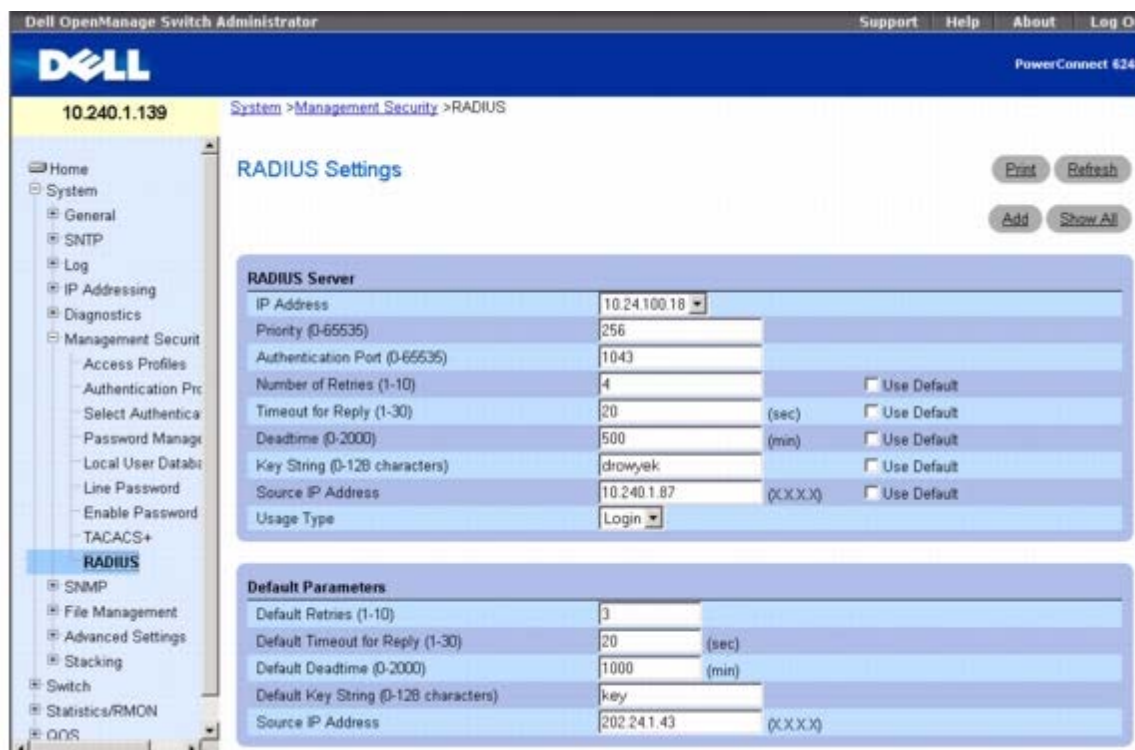 Dell OpenManage Switch Administrator
Support Help About Log O
DELL
PowerConnect 624
10.240.1.139
System >Management Security >RADIUS
Home
System
General
SNTP
Log
IP Addressing
Diagnostics
Management Securit
Access Profiles
Authentication Pro
Select Authentica
Password Manage
Local User Databa
Line Password
Enable Password
TACACS+
RADIUS
SNMP
File Management
Advanced Settings
Stacking
Switch
Statistics/RMON
QOS
RADIUS Settings
Print Refresh
Add Show All
RADIUS Server
IP Address 10.24.100.18
Priority (0-65535) 256
Authentication Port (0-65535) 1043
Number of Retries (1-10) 4 Use Default
Timeout for Reply (1-30) 20 (sec) Use Default
Deadtime (0-2000) 500 (min) Use Default
Key String (0-128 characters) drowyek Use Default
Source IP Address 10.240.1.87 (X.X.X.X) Use Default
Usage Type Login
Default Parameters
Default Retries (1-10) 3
Default Timeout for Reply (1-30) 20 (sec)
Default Deadtime (0-2000) 1000 (min)
Default Key String (0-128 characters) key
Source IP Address 202.24.1.43 (X.X.X.X)